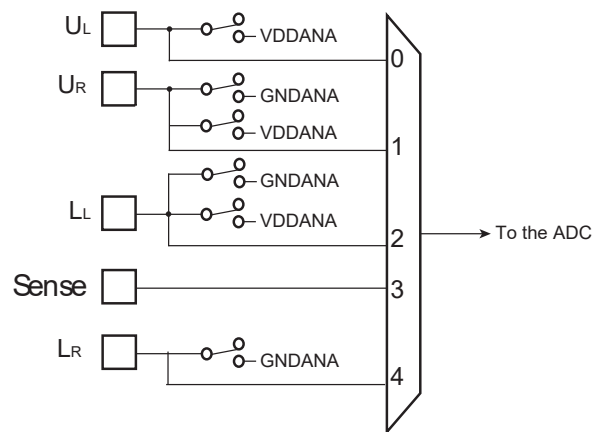 UL
VDDANA
0
UR
GNDANA
VDDANA
1
GNDANA
LL
VDDANA
2
To the ADC
Sense
3
LR
GNDANA
4